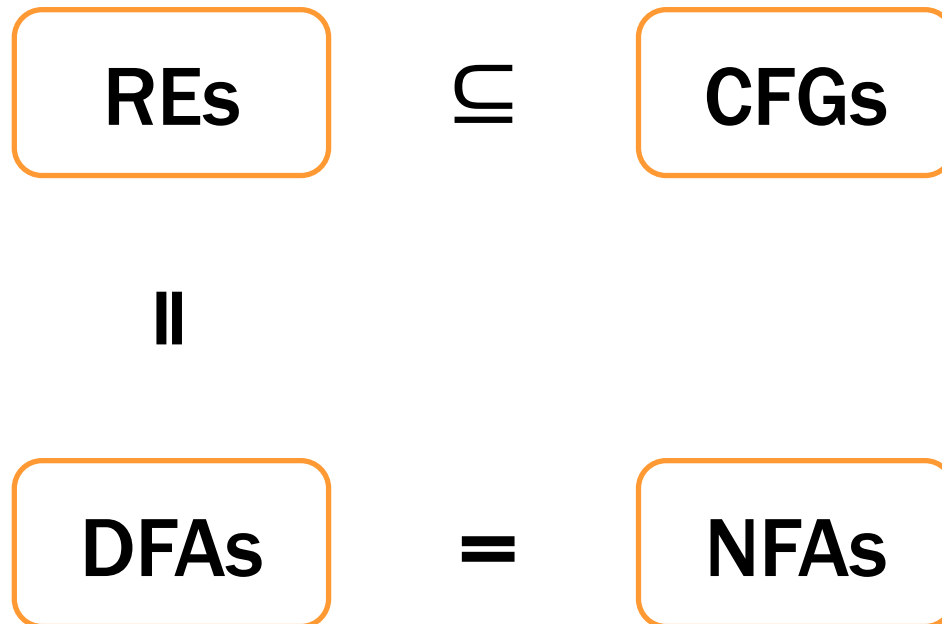 REs ⊆ CFGs
=
DFAs = NFAs